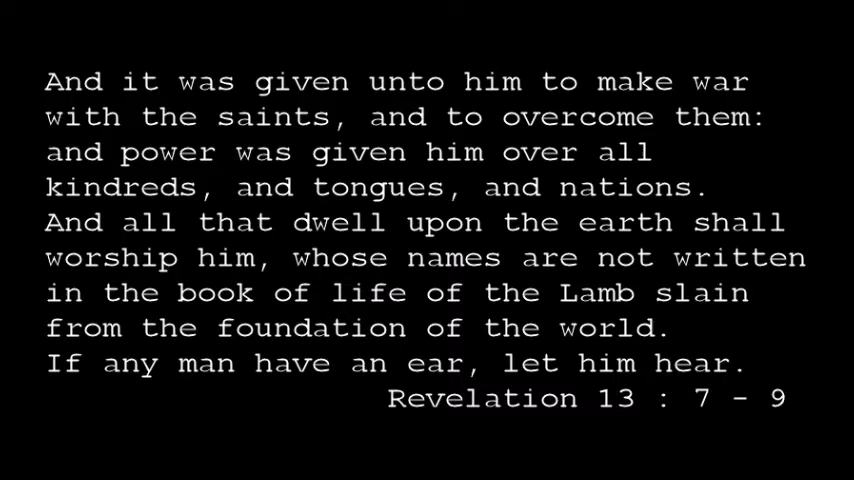 And it was given unto him to make war
with the saints, and to overcome them:
and power was given him over all
kindreds, and tongues, and nations.
And all that dwell upon the earth shall
worship him, whose names are not written
in the book of life of the Lamb slain
from the foundation of the world.
If any man have an ear, let him hear.
Revelation 13 : 7 - 9